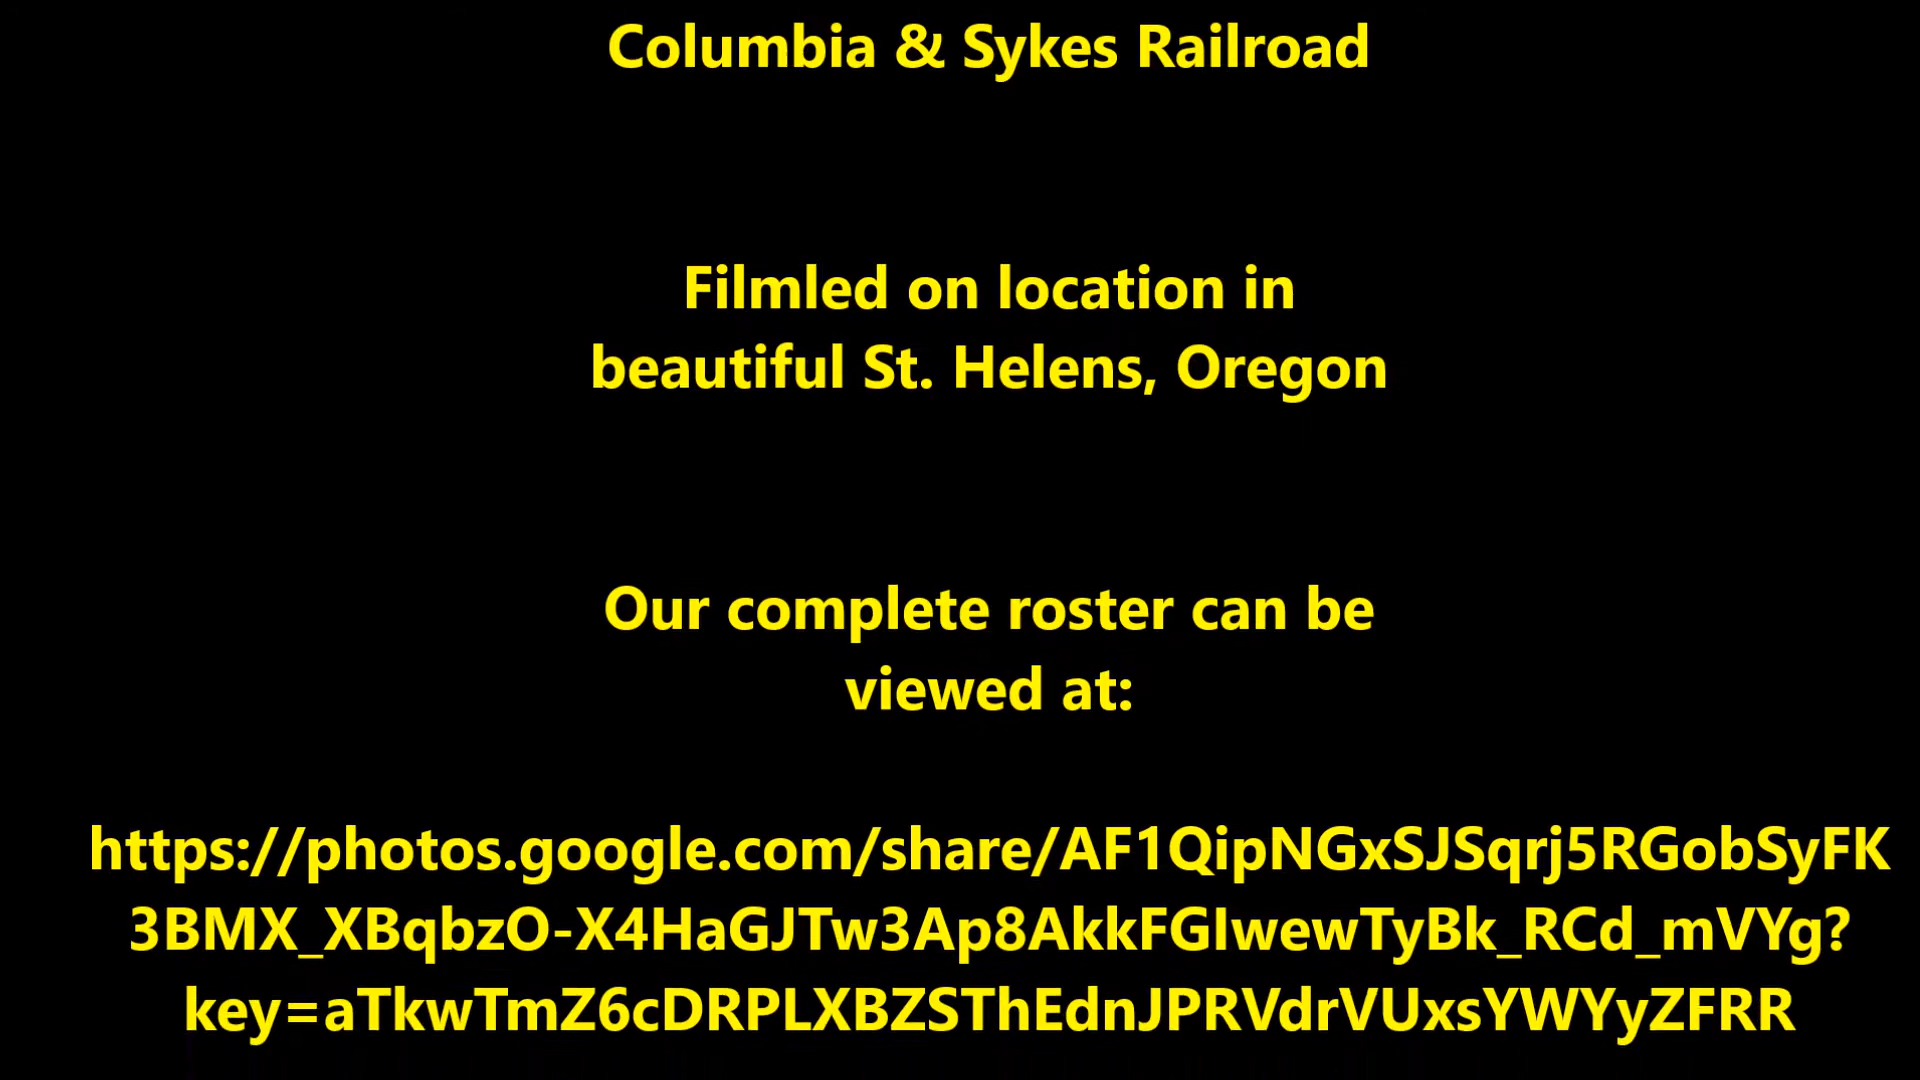 Columbia & Sykes Railroad
Filmled on location in
beautiful St. Helens, Oregon
Our complete roster can be
viewed at:
https://photos.google.com/share/AF1QipNGxSJSqrj5RGobSyFK
3BMX_XBqbzO-X4HaGJTw3Ap8AkkFGIwewTyBk_RCd_mVYg?
key=aTkwTmZ6cDRPLXBZSThEdnJPRVdrVUxsYWYyZFRR